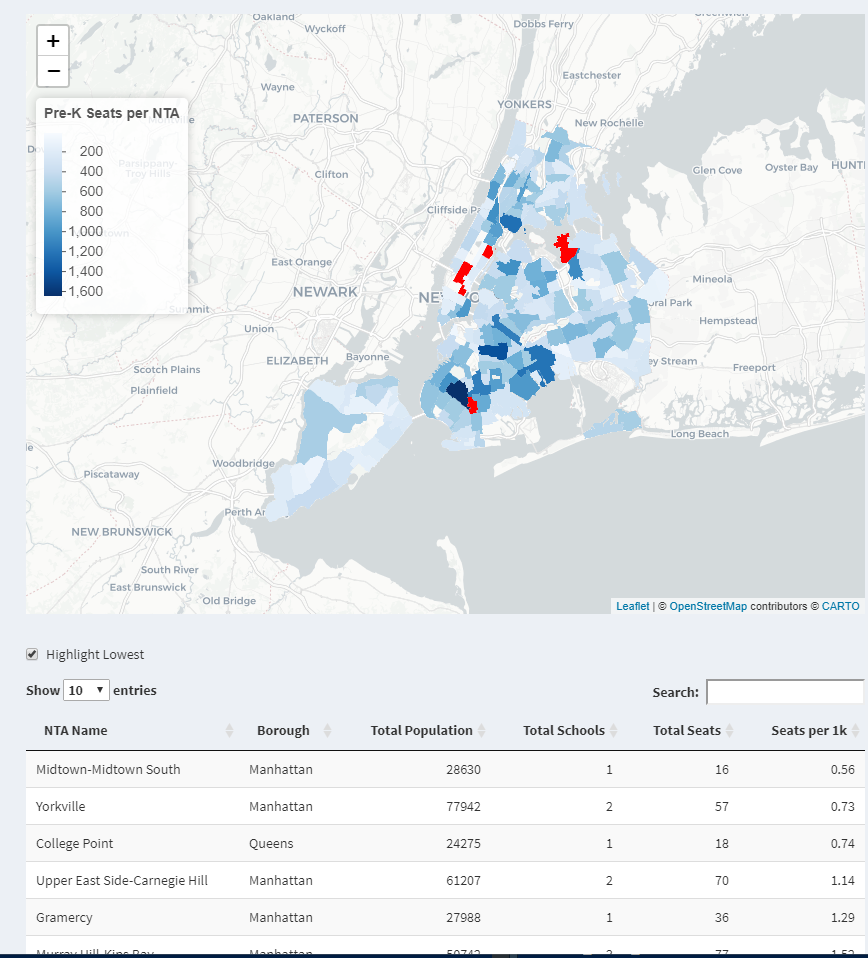 Oakland
Wyckoff
Dobbs Ferry
Greenwich
+
−
Eastchester
Wayne
YONKERS
Pre-K Seats per NTA
PATERSON
New Rochelle
200
400
600
800
1,000
1,200
1,400
1,600
Parsippany
Troy Hills
Clifton
Glen Cove
Oyster Bay
HUNTI
Cliffside Pa
East Orange
Mineola
NEWARK
Summit
Hempstead
Union
ELIZABETH
Bayonne
ey Stream
Scotch Plains
Freeport
Plainfield
Long Beach
Woodbridge
Piscataway
Perth Am
NEW BRUNSWICK
South River
East Brunswick
Old Bridge
Leaflet | © OpenStreetMap contributors © CARTO
Highlight Lowest
Show 10 entries
Search:
NTA Name Borough Total Population Total Schools Total Seats Seats per 1k
Midtown-Midtown South Manhattan 28630 1 16 0.56
Yorkville Manhattan 77942 2 57 0.73
College Point Queens 24275 1 18 0.74
Upper East Side-Carnegie Hill Manhattan 61207 2 70 1.14
Gramercy Manhattan 27988 1 36 1.29
Murray Hill-Kips Bay Manhattan 50742 2 77 1.52